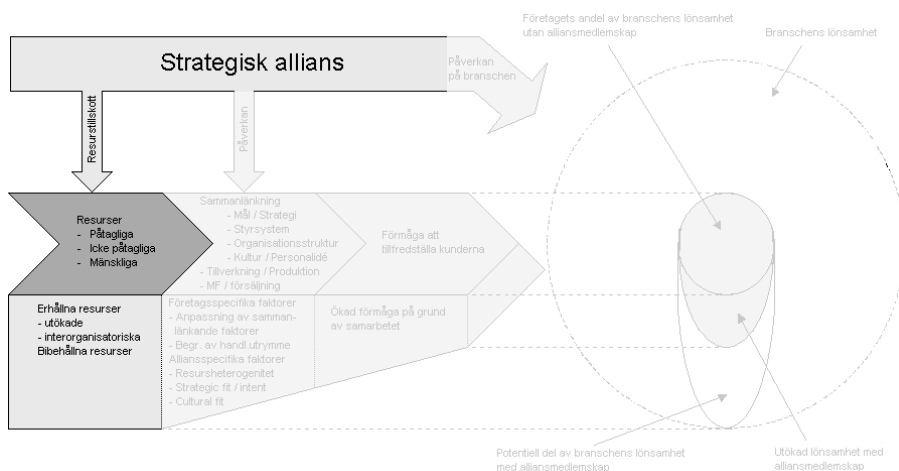 Företagets andel av branschens lönsamhet
utan alliansmedlemskap
Branschens lönsamhet
Strategisk allians
Påverkan
på branschen
Resurstillskott
Påverkan
Resurser
- Påtagliga
- Icke påtagliga
- Mänskliga
Sammanlänkning
- Mål / Strategi
- Styrsystem
- Organisationsstruktur
- Kultur / Personalidé
- Tillverkning / Produktion
- MF / försäljning
Förmåga att
tillfredställa kunderna
Erhållna resurser
- utökade
- interorganisatoriska
Bibehållna resurser
Företagsspecifika faktorer
- Anpassning av samman-
länkande faktorer
- Begr. av handl.utrymme
Alliansspecifika faktorer
- Resursheterogenitet
- Strategic fit / intent
- Cultural fit
Ökad förmåga på grund
av samarbetet
Potentiell del av branschens lönsamhet
med alliansmedlemskap
Utökad lönsamhet med
alliansmedlemskap